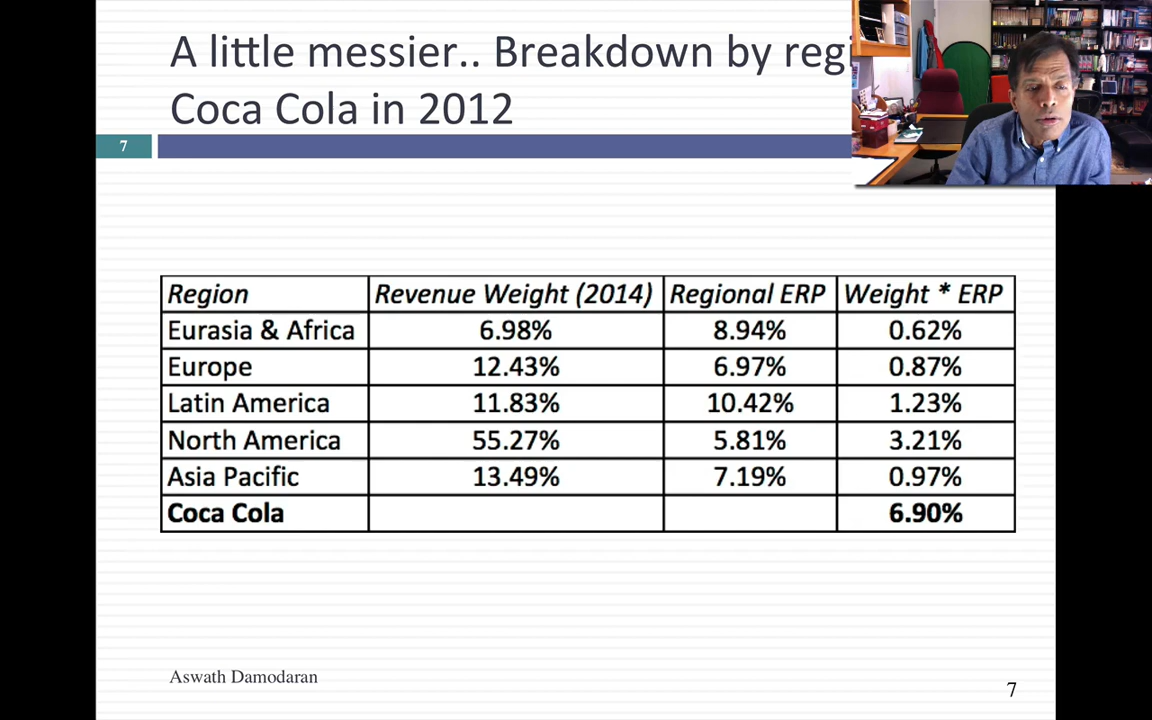 A little messier.. Breakdown by regi
Coca Cola in 2012
7
Region Revenue Weight (2014) Regional ERP Weight * ERP
Eurasia & Africa 6.98% 8.94% 0.62%
Europe 12.43% 6.97% 0.87%
Latin America 11.83% 10.42% 1.23%
North America 55.27% 5.81% 3.21%
Asia Pacific 13.49% 7.19% 0.97%
Coca Cola 6.90%
Aswath Damodaran
7